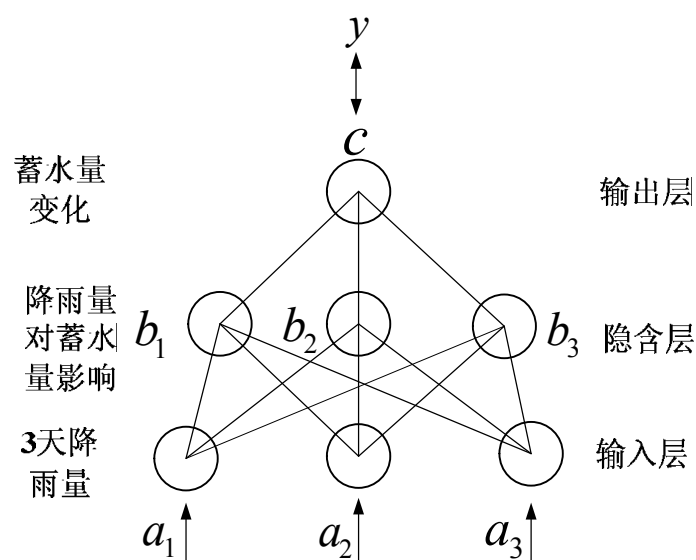 y
c
蓄水量
变化
输出层
降雨量
对蓄水
量影响
b1
b2
b3
隐含层
3天降
雨量
输入层
a1
a2
a3